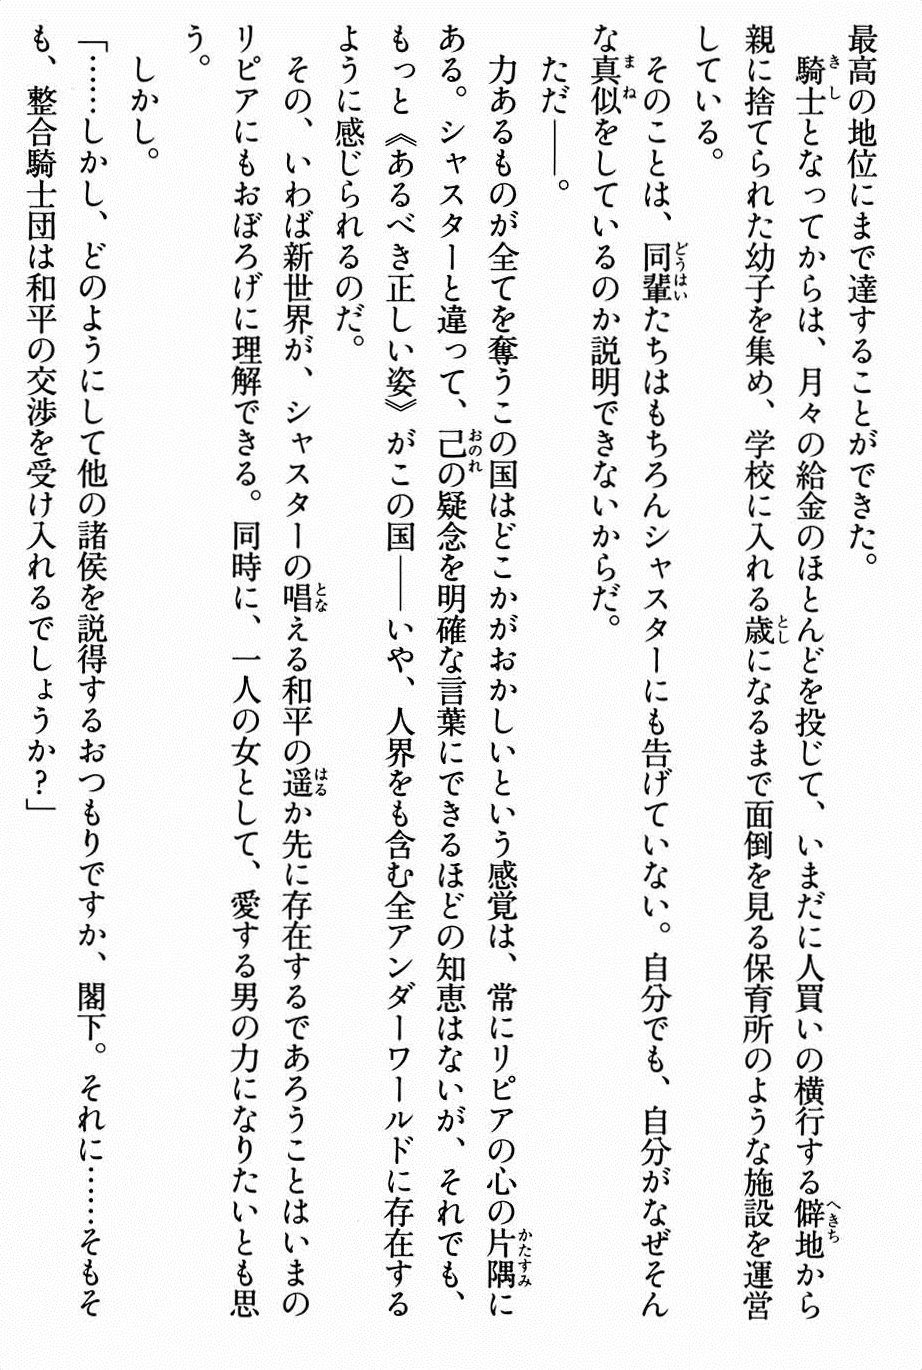 最高の地位にまで達することができた。
騎士となってからは、月々の給金のほとんどを投じて、いまだに人買いの横行する僻地から
親に捨てられた幼子を集め、学校に入れる歳になるまで面倒を見る保育所のような施設を運営
している。
そのことは、同輩たちはもちろんシャスターにも告げていない。自分でも、自分がなぜそん
な真似をしているのか説明できないからだ。
ただ――。
力あるものが全てを奪うこの国はどこかがおかしいという感覚は、常にリピアの心の片隅に
ある。シャスターと違って、己の疑念を明確な言葉にできるほどの知恵はないが、それでも、
もっと《あるべき正しい姿》がこの国――いや、人界をも含む全アンダーワールドに存在する
ように感じられるのだ。
その、いわば新世界が、シャスターの唱える和平の遥か先に存在するであろうことはいまの
リピアにもおぼろげに理解できる。同時に、一人の女として、愛する男の力になりたいとも思
う。
しかし。
「……しかし、どのようにして他の諸侯を説得するおつもりですか、閣下。それに……そもそ
も、整合騎士団は和平の交渉を受け入れるでしょうか?」